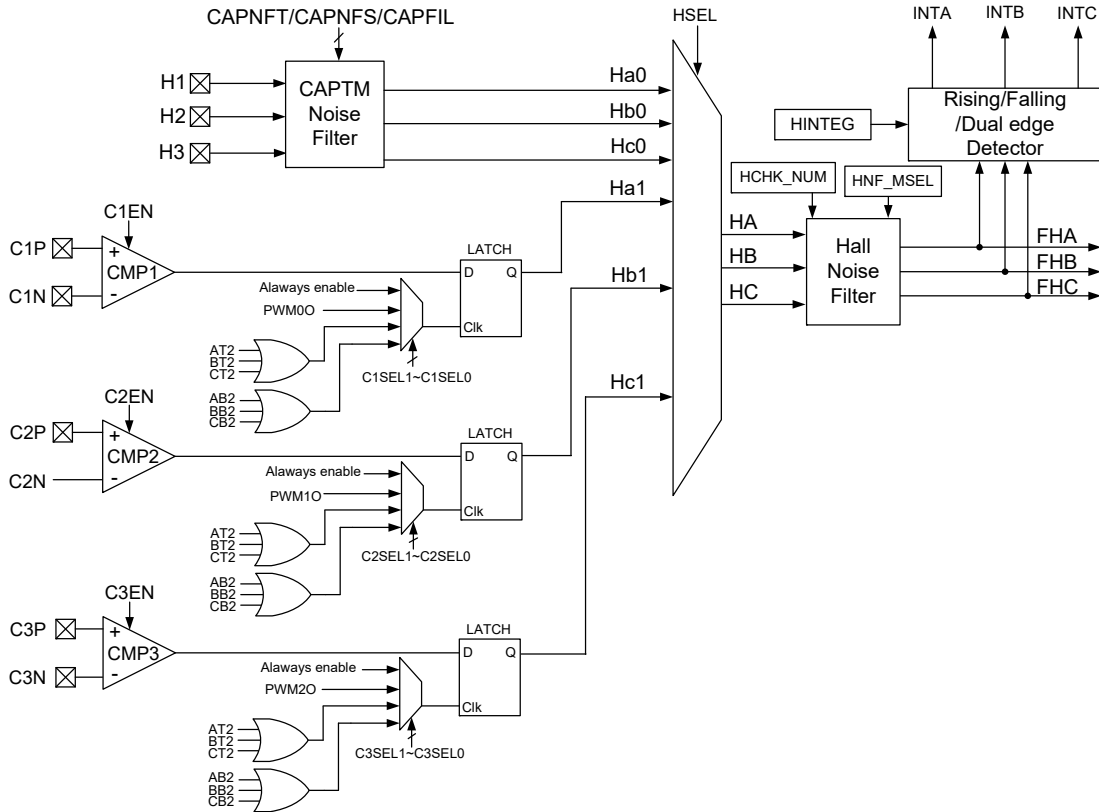 CAPNFT/CAPNFS/CAPFIL
HSEL
INTA
INTB
INTC
H1
H2
H3
CAPTM
Noise
Filter
Ha0
Hb0
Hc0
HINTEG
Rising/Falling
/Dual edge
Detector
HCHK_NUM
HNF_MSEL
Ha1
C1EN
C1P
+
CMP1
C1N
-
LATCH
D
Q
Clk
Alaways enable
PWM0O
AT2
BT2
CT2
AB2
BB2
CB2
C1SEL1~C1SEL0
HA
HB
HC
Hall
Noise
Filter
FHA
FHB
FHC
Hb1
C2EN
C2P
+
CMP2
C2N
-
LATCH
D
Q
Clk
Alaways enable
PWM1O
AT2
BT2
CT2
AB2
BB2
CB2
C2SEL1~C2SEL0
Hc1
C3EN
C3P
+
CMP3
C3N
-
LATCH
D
Q
Clk
Alaways enable
PWM2O
AT2
BT2
CT2
AB2
BB2
CB2
C3SEL1~C3SEL0